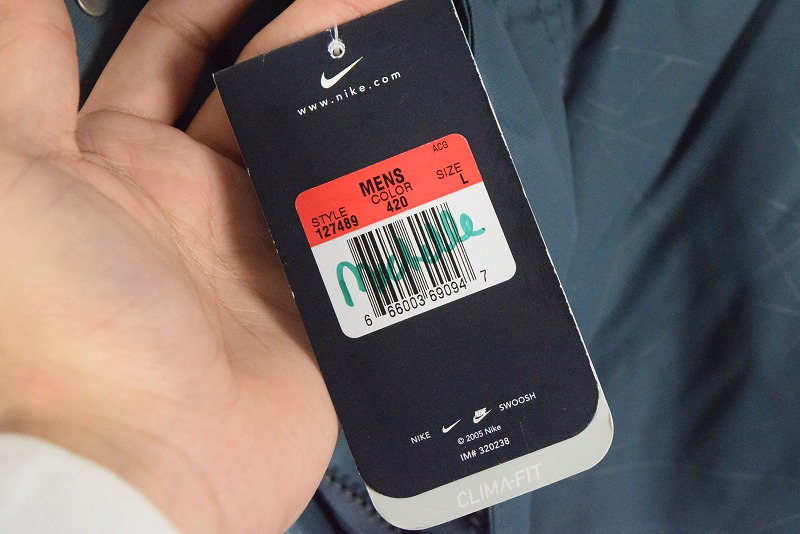 www.nike.com
ACG
MENS
STYLE COLOR SIZE
127489 420 L
Michelle
6 66003 69094 7
NIKE SWOOSH
© 2005 Nike
IM# 320238
CLIMA-FIT